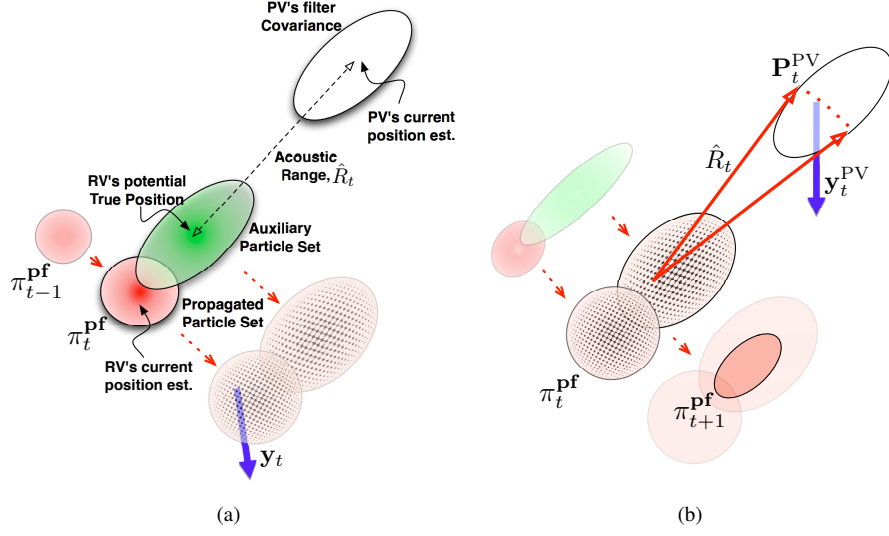 PV's filter
Covariance
PV's current
position est.
Acoustic
Range, R̂_t
RV's potential
True Position
Auxiliary
Particle Set
π^pf_{t−1}
Propagated
Particle Set
π^pf_t
RV's current
position est.
y_t
(a)
P^PV_t
R̂_t
y^PV_t
π^pf_t
π^pf_{t+1}
(b)